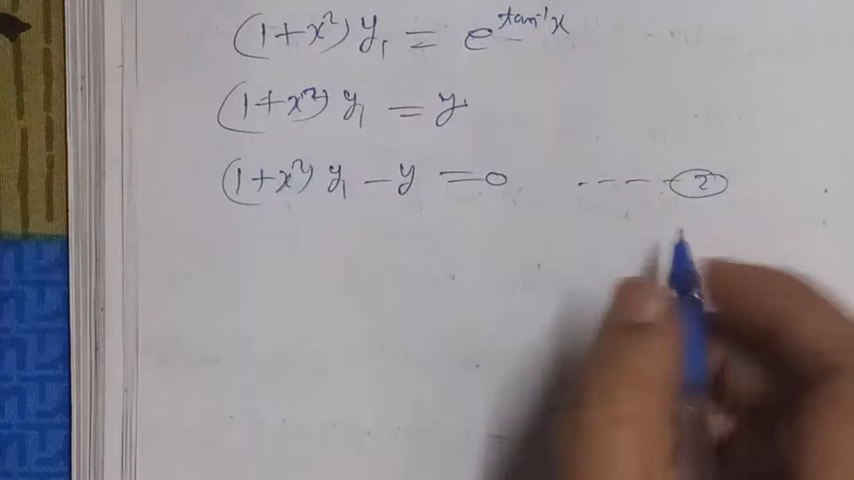 (1+x²) y₁ = e^tan⁻¹x
(1+x²) y₁ = y
(1+x²) y₁ - y = 0 ---- ②